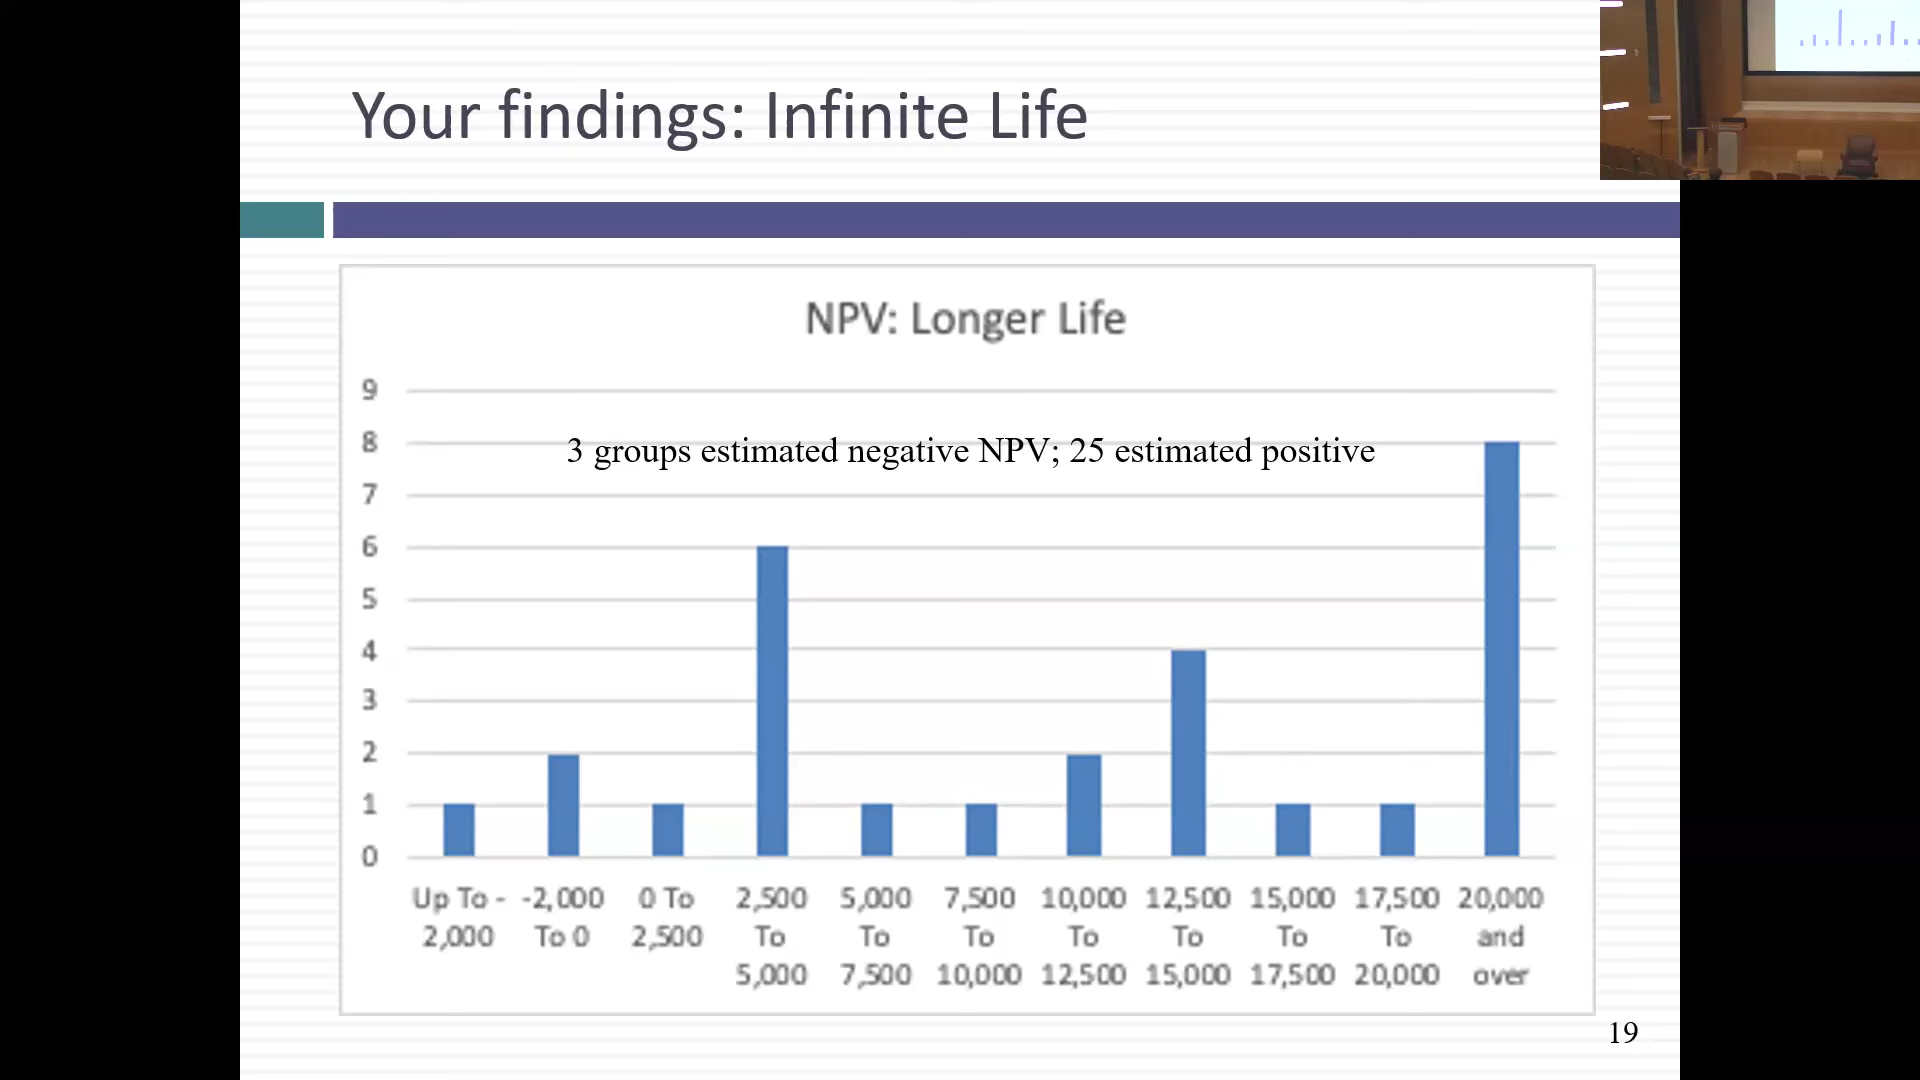 Your findings: Infinite Life
NPV: Longer Life
3 groups estimated negative NPV; 25 estimated positive
9
8
7
6
5
4
3
2
1
0
Up To -2,000
-2,000 To 0
0 To 2,500
2,500 To 5,000
5,000 To 7,500
7,500 To 10,000
10,000 To 12,500
12,500 To 15,000
15,000 To 17,500
17,500 To 20,000
20,000 and over
19